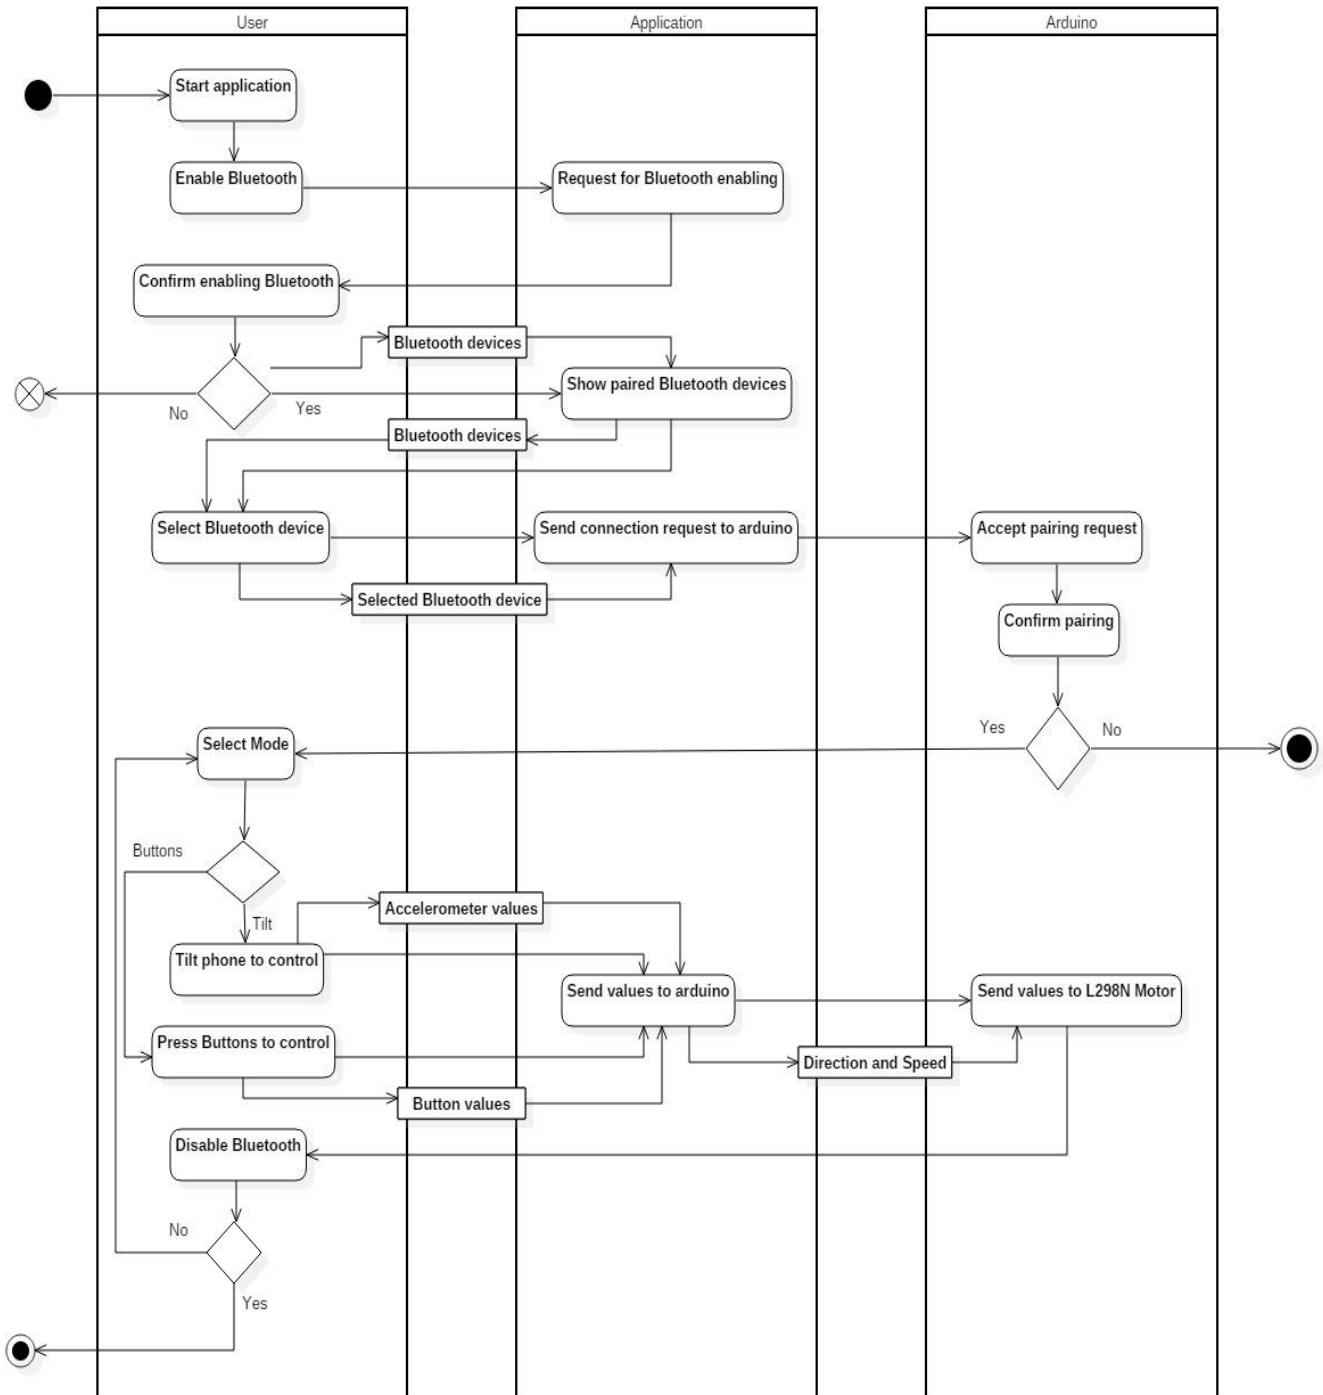 User
Application
Arduino
Start application
Enable Bluetooth
Request for Bluetooth enabling
Confirm enabling Bluetooth
Bluetooth devices
Show paired Bluetooth devices
No
Yes
Bluetooth devices
Select Bluetooth device
Send connection request to arduino
Accept pairing request
Selected Bluetooth device
Confirm pairing
Yes
No
Select Mode
Buttons
Accelerometer values
Tilt
Tilt phone to control
Send values to arduino
Send values to L298N Motor
Press Buttons to control
Direction and Speed
Button values
Disable Bluetooth
No
Yes